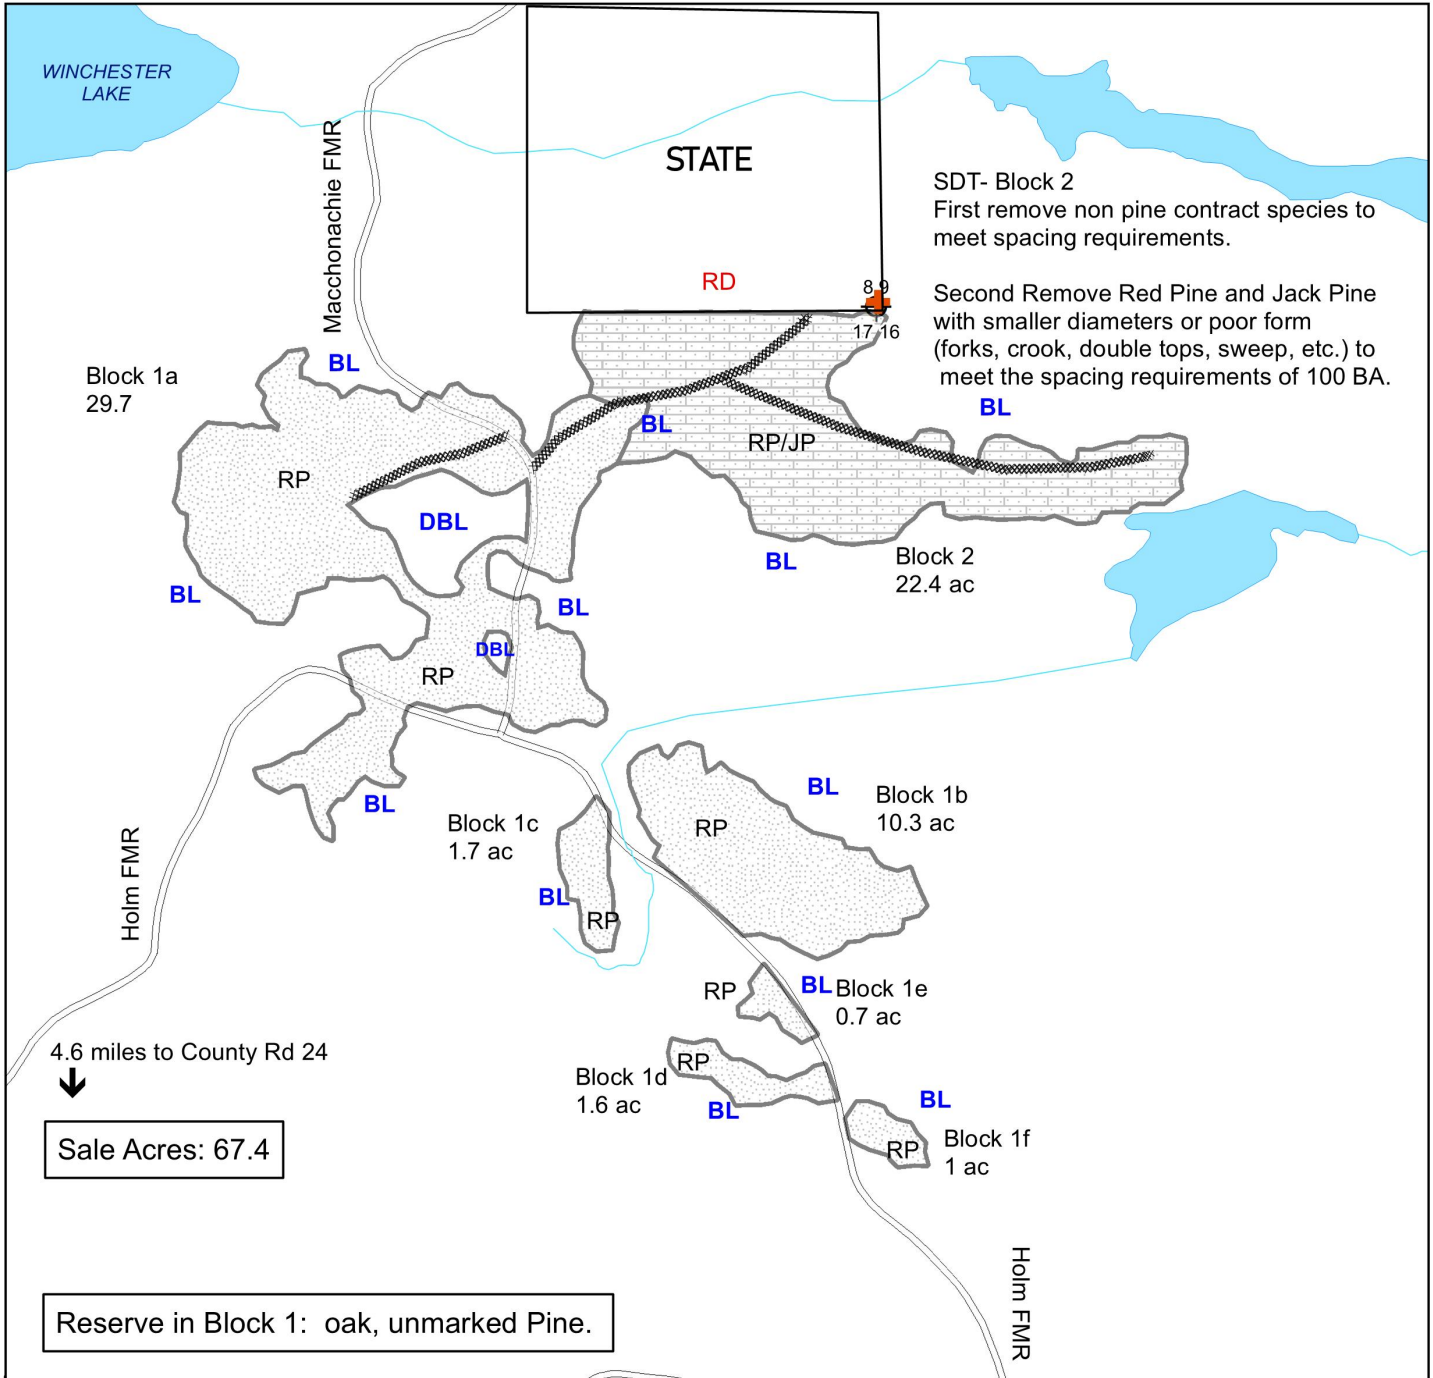 WINCHESTER
LAKE
Macchonachie FMR
STATE
RD
8 9
17 16
SDT- Block 2
First remove non pine contract species to
meet spacing requirements.
Second Remove Red Pine and Jack Pine
with smaller diameters or poor form
(forks, crook, double tops, sweep, etc.) to
meet the spacing requirements of 100 BA.
BL
BL
Block 1a
29.7
BL
RP/JP
RP
DBL
BL
Block 2
22.4 ac
BL
BL
DBL
RP
BL
Block 1b
10.3 ac
BL
Block 1c
1.7 ac
RP
Holm FMR
BL
RP
RP
BL
Block 1e
0.7 ac
4.6 miles to County Rd 24
RP
Block 1d
1.6 ac
BL
BL
Block 1f
1 ac
RP
Sale Acres: 67.4
Holm FMR
Reserve in Block 1: oak, unmarked Pine.